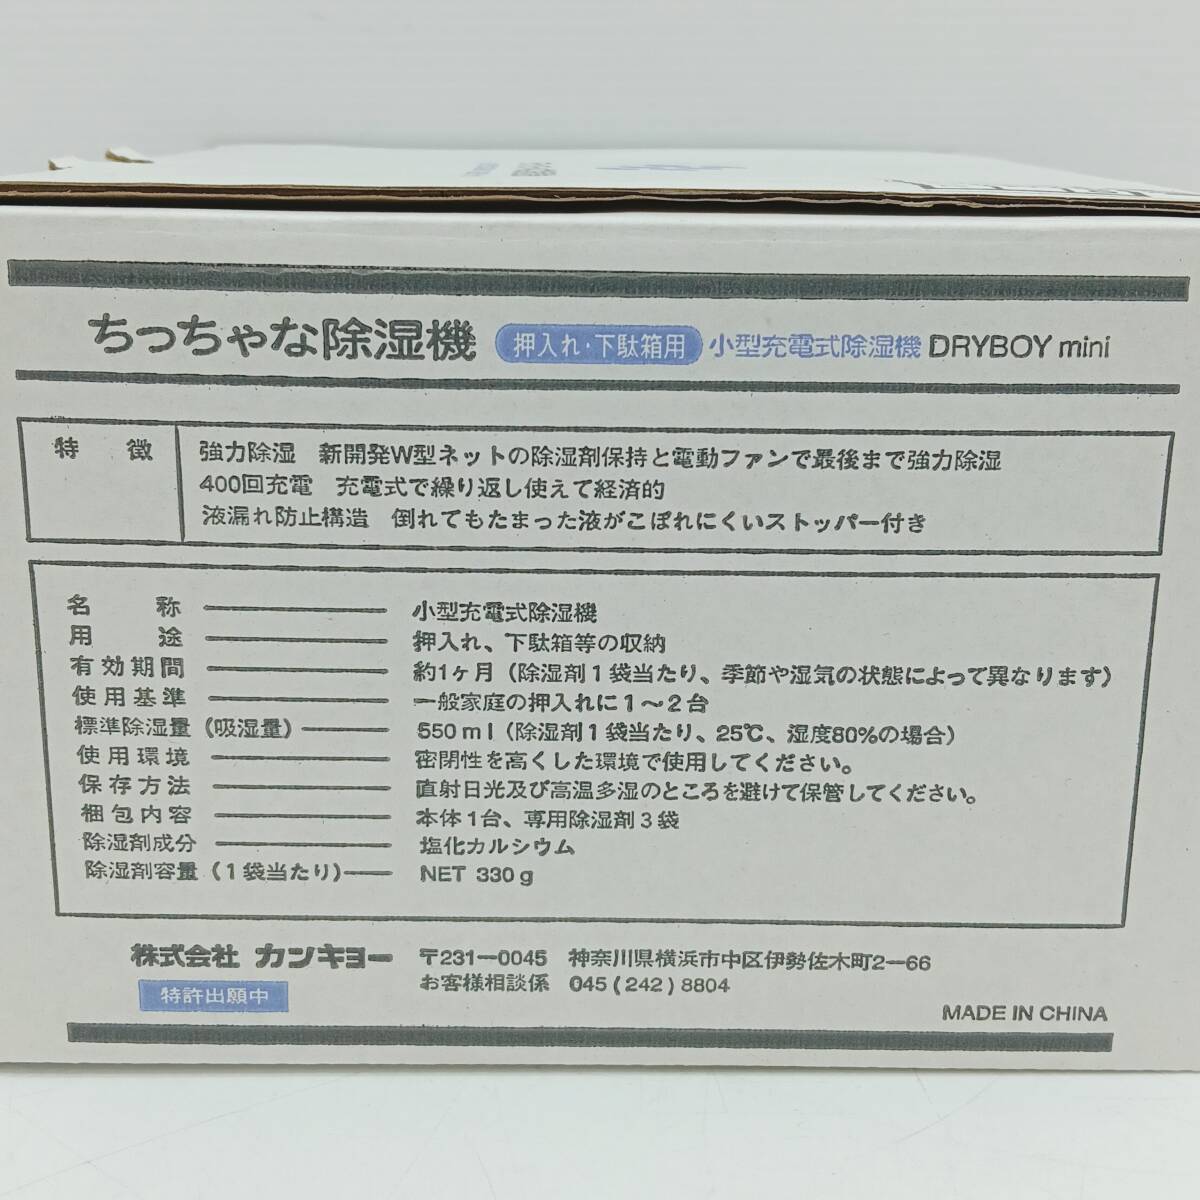 ちっちゃな除湿機 押入れ・下駄箱用 小型充電式除湿機 DRYBOY mini
特徴 強力除湿 新開発W型ネットの除湿剤保持と電動ファンで最後まで強力除湿
400回充電 充電式で繰り返し使えて経済的
液漏れ防止構造 倒れてもたまった液がこぼれにくいストッパー付き
名称 小型充電式除湿機
用途 押入れ、下駄箱等の収納
有効期間 約1ヶ月(除湿剤1袋当たり、季節や湿気の状態によって異なります)
使用基準 一般家庭の押入れに1〜2台
標準除湿量(吸湿量) 550ml(除湿剤1袋当たり、25℃、湿度80%の場合)
使用環境 密閉性を高くした環境で使用してください。
保存方法 直射日光及び高温多湿のところを避けて保管してください。
梱包内容 本体1台、専用除湿剤3袋
除湿剤成分 塩化カルシウム
除湿剤容量(1袋当たり) NET 330g
株式会社 カンキョー 〒231-0045 神奈川県横浜市中区伊勢佐木町2-66
特許出願中 お客様相談係 045(242)8804
MADE IN CHINA